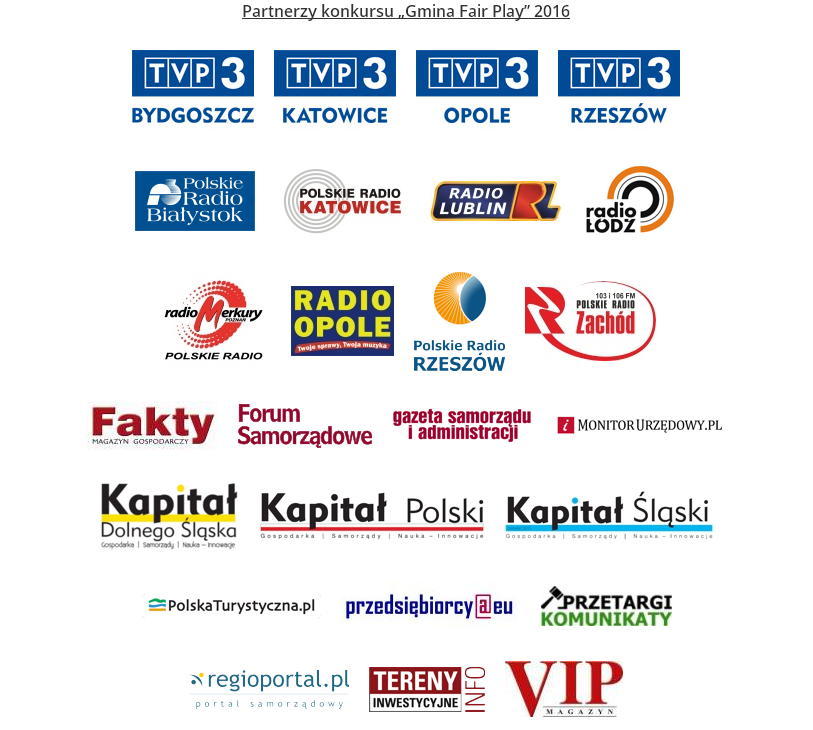 Partnerzy konkursu „Gmina Fair Play” 2016
TVP 3 TVP 3 TVP 3 TVP 3
BYDGOSZCZ KATOWICE OPOLE RZESZÓW
Polskie
Radio
Białystok
POLSKIE RADIO
KATOWICE
RADIO
LUBLIN RL
radio
ŁÓDŹ
radio Merkury
POZNAŃ
POLSKIE RADIO
RADIO
OPOLE
Twoje sprawy, Twoja muzyka
Polskie Radio
RZESZÓW
103 i 106 FM
POLSKIE RADIO
Zachód
Fakty
MAGAZYN GOSPODARCZY
Forum
Samorządowe
gazeta samorządu
i administracji
i MONITORURZĘDOWY.PL
Kapitał
Dolnego Śląska
Gospodarka | Samorządy | Nauka – Innowacje
Kapitał Polski
Gospodarka | Samorządy | Nauka – Innowacje
Kapitał Śląski
Gospodarka | Samorządy | Nauka – Innowacje
PolskaTurystyczna.pl
przedsiębiorcy@eu
PRZETARGI
KOMUNIKATY
regioportal.pl
portal samorządowy
TERENY
INWESTYCYJNE
INFO
VIP
MAGAZYN